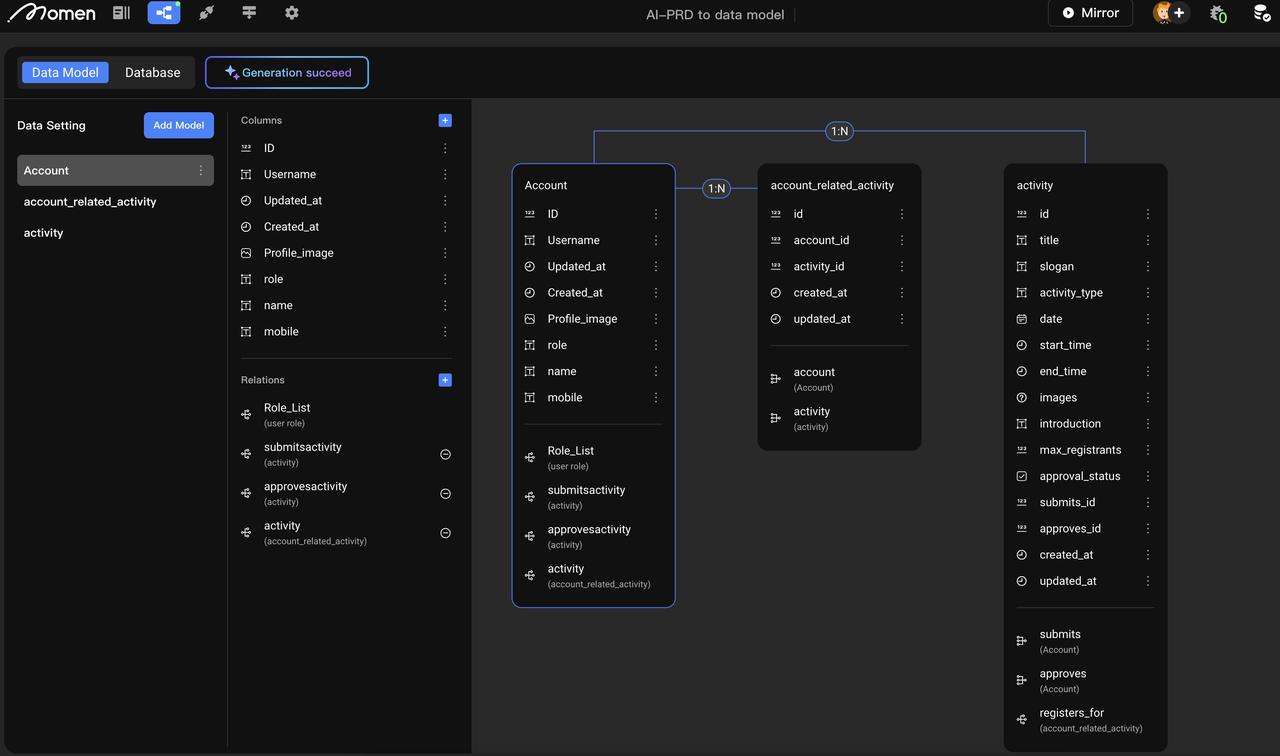 Momen
AI-PRD to data model
Mirror
0
Data Model
Database
Generation succeed
Data Setting
Add Model
Account
account_related_activity
activity
Columns
ID
Username
Updated_at
Created_at
Profile_image
role
name
mobile
Relations
Role_List
(user role)
submitsactivity
(activity)
approvesactivity
(activity)
activity
(account_related_activity)
1:N
1:N
Account
ID
Username
Updated_at
Created_at
Profile_image
role
name
mobile
Role_List
(user role)
submitsactivity
(activity)
approvesactivity
(activity)
activity
(account_related_activity)
account_related_activity
id
account_id
activity_id
created_at
updated_at
account
(Account)
activity
(activity)
activity
id
title
slogan
activity_type
date
start_time
end_time
images
introduction
max_registrants
approval_status
submits_id
approves_id
created_at
updated_at
submits
(Account)
approves
(Account)
registers_for
(account_related_activity)